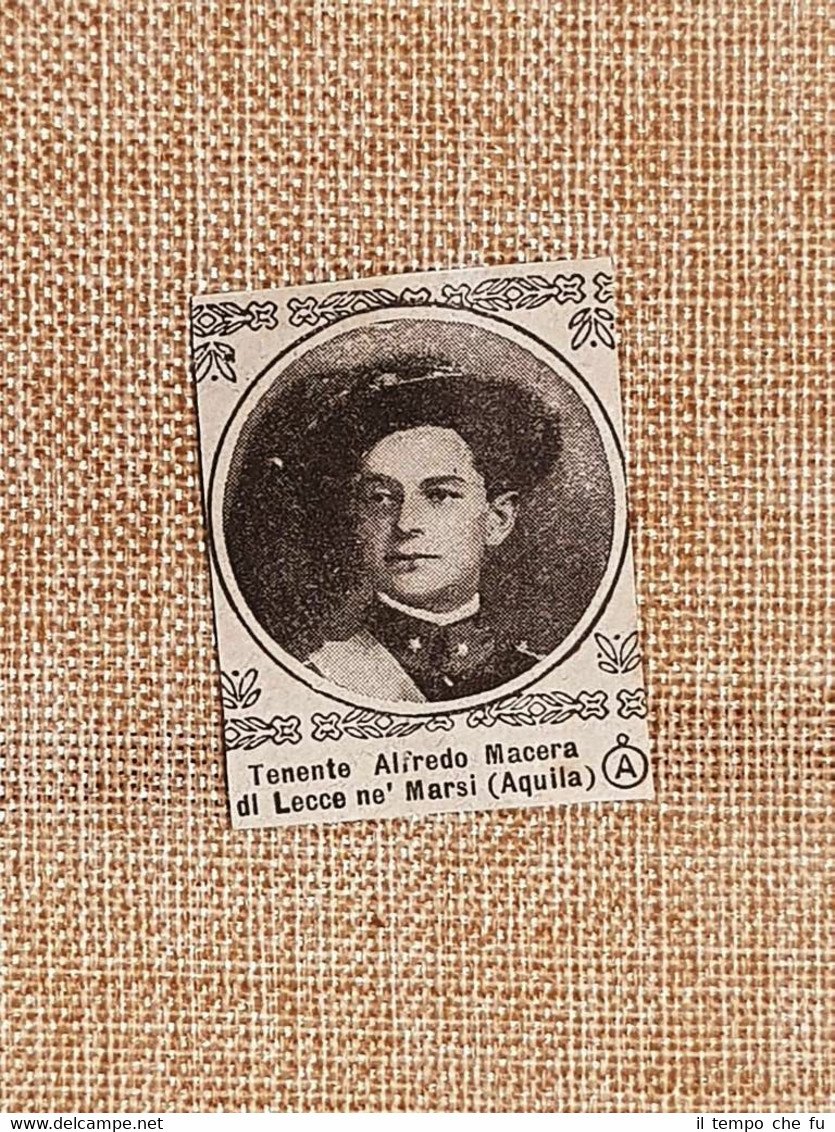 Tenente Alfredo Macera
di Lecce ne' Marsi (Aquila) A
www.delcampe.net
il tempo che fu